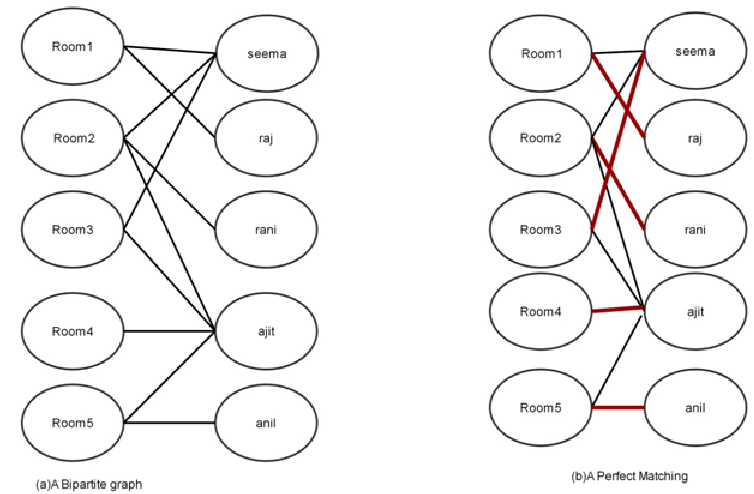 Room1
seema
Room2
raj
Room3
rani
Room4
ajit
Room5
anil
(a)A Bipartite graph
Room1
seema
Room2
raj
Room3
rani
Room4
ajit
Room5
anil
(b)A Perfect Matching